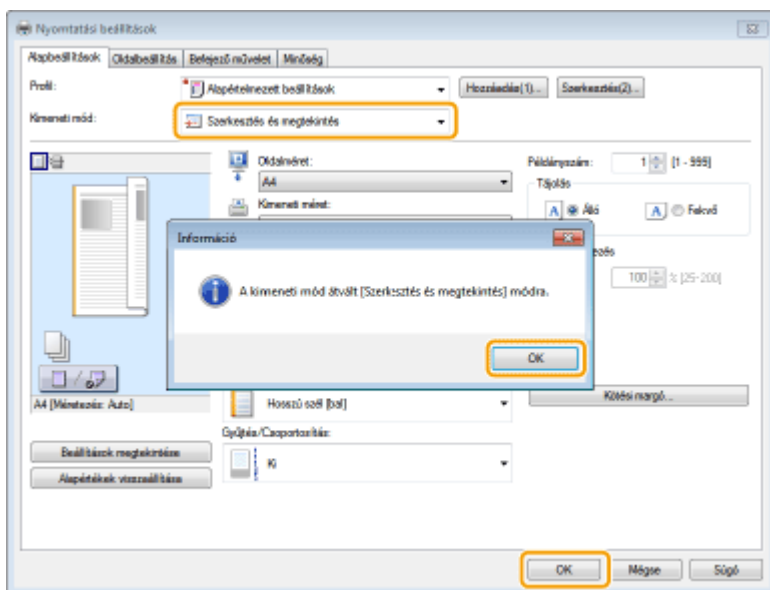 Nyomtatási beállítások
Alapbeállítások Oldalbeállítás Befejező művelet Minőség
Profil: Alapértelmezett beállítások Hozzáadás(1)... Szerkesztés(2)...
Kimeneti mód: Szerkesztés és megtekintés
Oldalméret: Példányszám: 1 [1 - 999]
A4 Tájolás
Kimeneti méret: A Álló A Fekvő
Információ
100 % [25-200]
A kimeneti mód átvált [Szerkesztés és megtekintés] módra.
OK
A4 [Méretezés: Auto] Hosszú szél [bal] Kötési margó...
Gyűjtés/Csoportosítás:
Beállítások megtekintése Ki
Alapértékek visszaállítása
OK Mégse Súgó